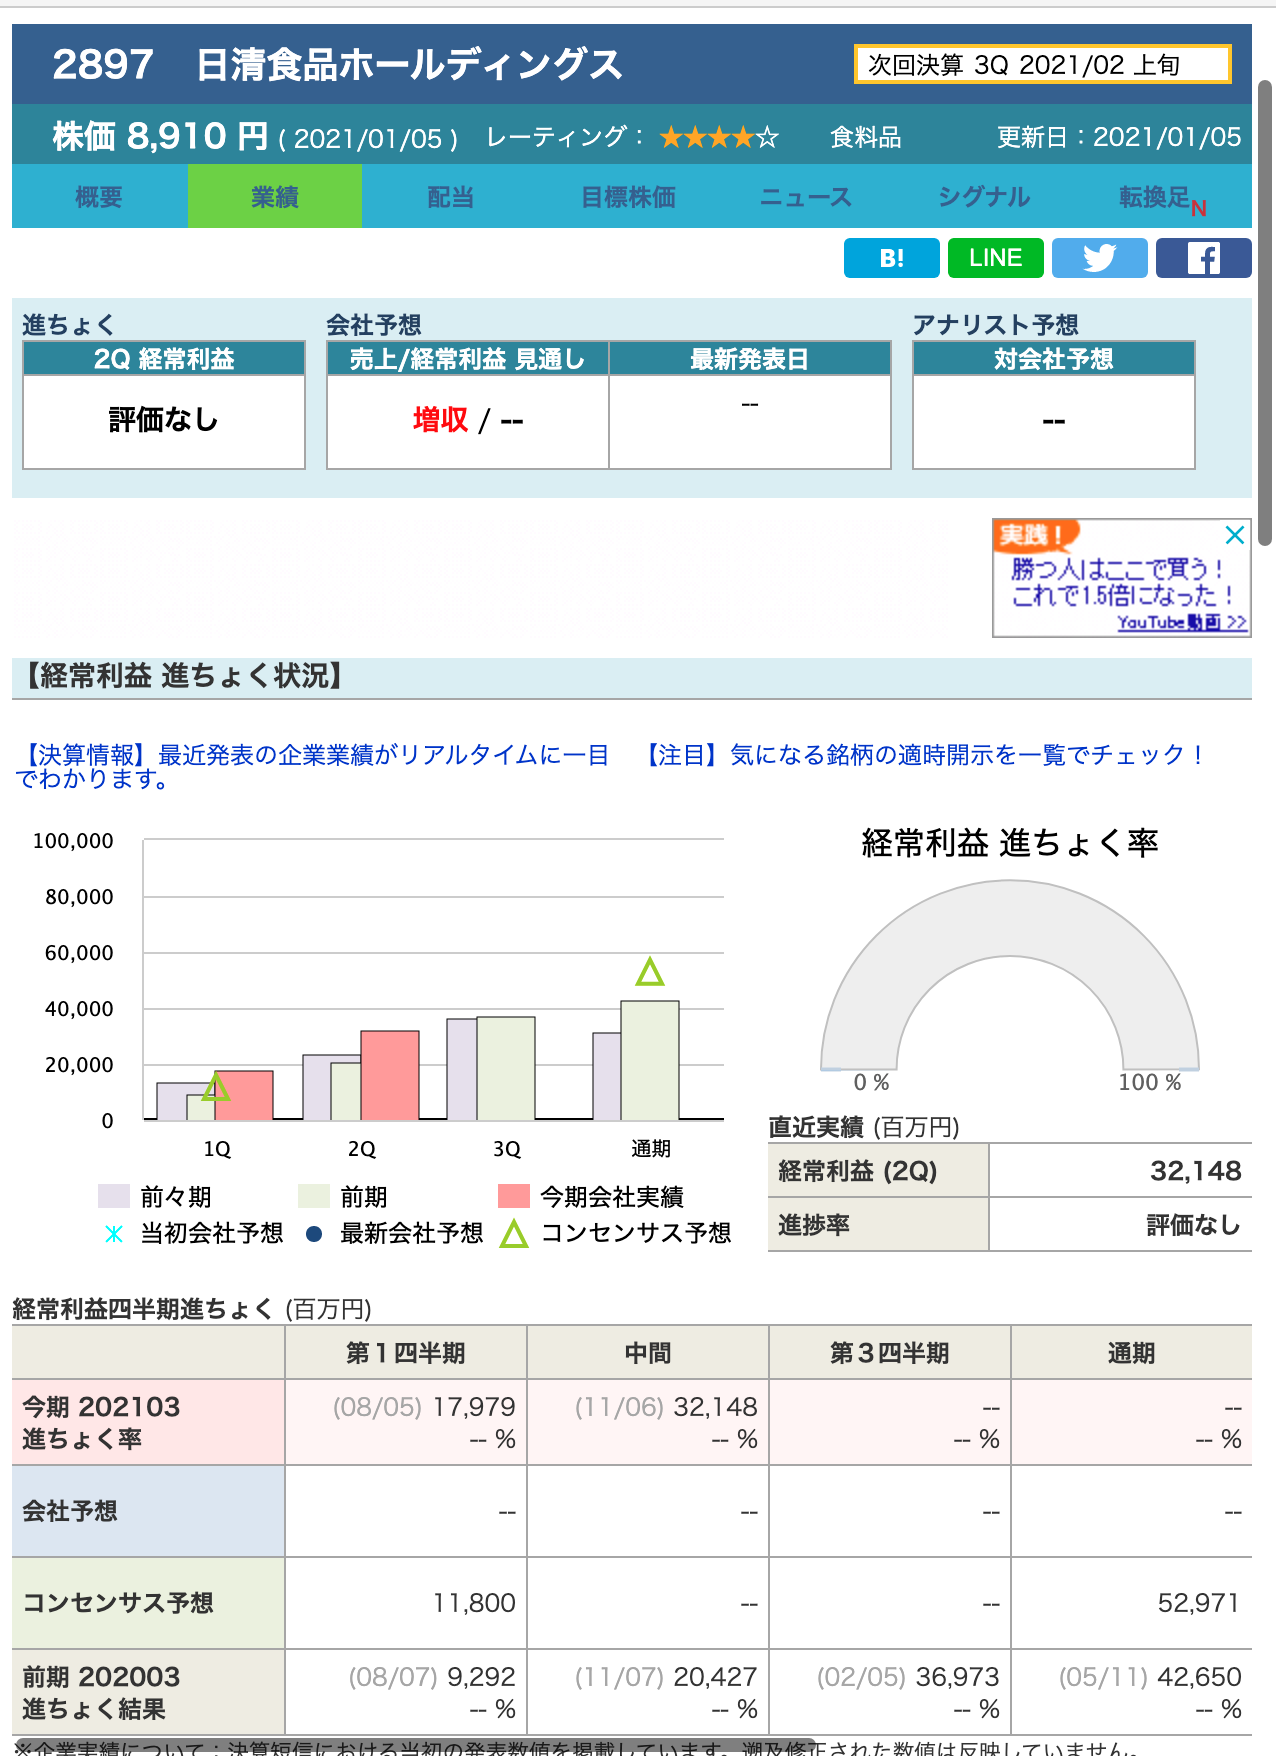 2897　日清食品ホールディングス
次回決算 3Q 2021/02 上旬
株価 8,910 円 ( 2021/01/05 )　レーティング： ★★★★☆　食料品　更新日：2021/01/05
概要 業績 配当 目標株価 ニュース シグナル 転換足N
B! LINE
進ちょく 会社予想 アナリスト予想
2Q 経常利益 売上/経常利益 見通し 最新発表日 対会社予想
評価なし 増収 / -- -- --
実践！
勝つ人はここで買う！
これで1.5倍になった！
YouTube動画 >>
【経常利益 進ちょく状況】
【決算情報】最近発表の企業業績がリアルタイムに一目でわかります。
【注目】気になる銘柄の適時開示を一覧でチェック！
100,000
80,000
60,000
40,000
20,000
0
1Q 2Q 3Q 通期
前々期 前期 今期会社実績
当初会社予想 最新会社予想 コンセンサス予想
経常利益 進ちょく率
0 % 100 %
直近実績 (百万円)
経常利益 (2Q) 32,148
進捗率 評価なし
経常利益四半期進ちょく (百万円)
第１四半期 中間 第３四半期 通期
今期 202103 (08/05) 17,979 (11/06) 32,148 -- --
進ちょく率 -- % -- % -- % -- %
会社予想 -- -- -- --
コンセンサス予想 11,800 -- -- 52,971
前期 202003 (08/07) 9,292 (11/07) 20,427 (02/05) 36,973 (05/11) 42,650
進ちょく結果 -- % -- % -- % -- %
※企業実績について：決算短信における当初の発表数値を掲載しています。遡及修正された数値は反映していません。